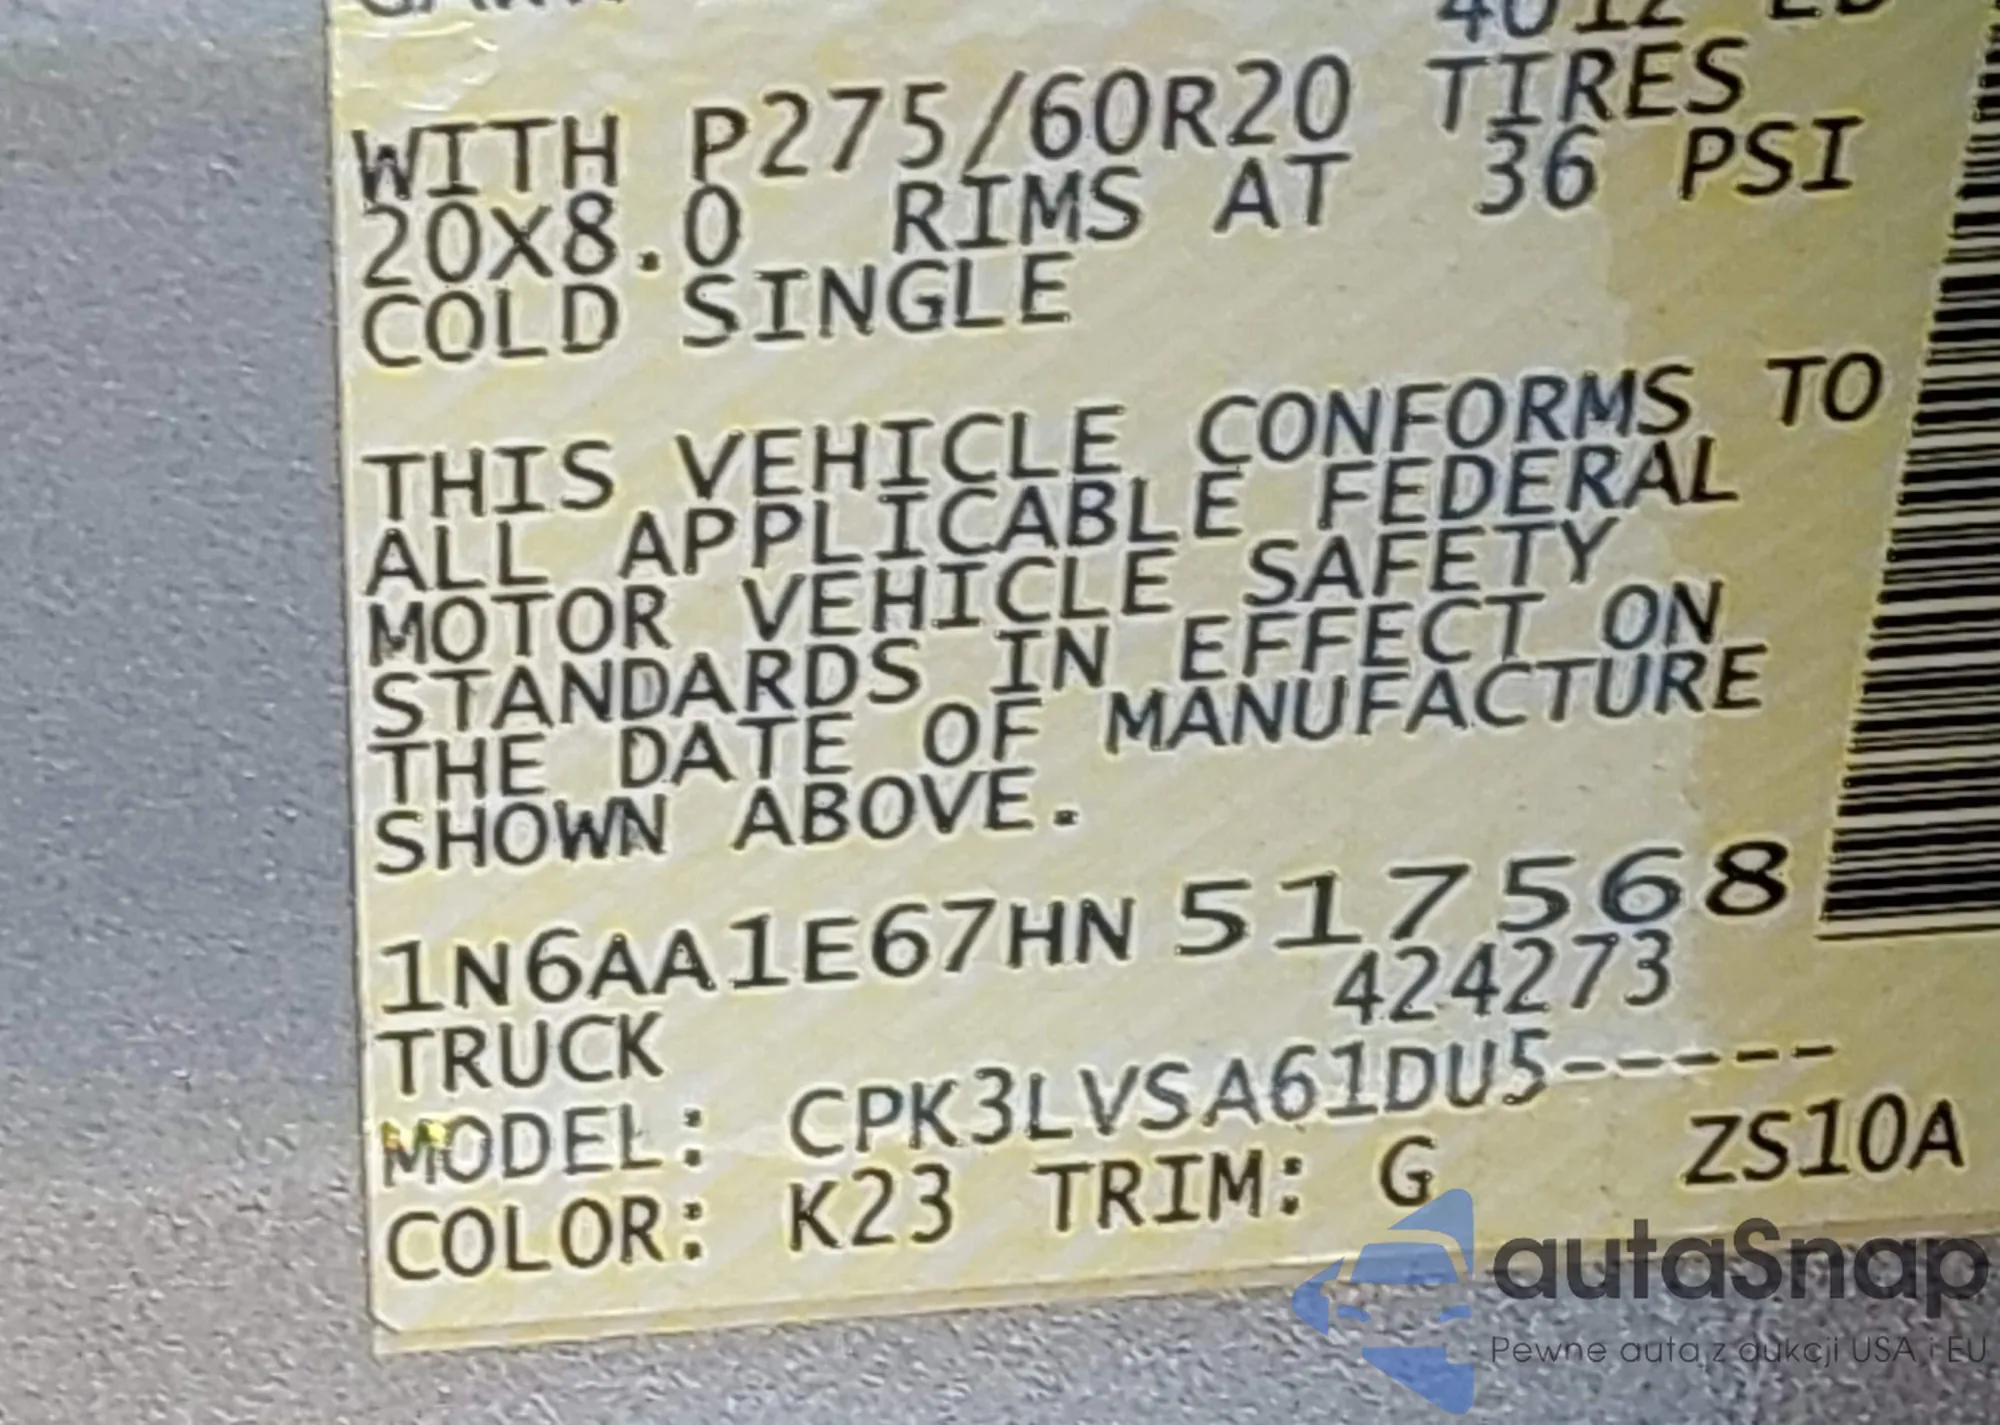 WITH P275/60R20 TIRES
20X8.0 RIMS AT 36 PSI
COLD SINGLE
THIS VEHICLE CONFORMS TO
ALL APPLICABLE FEDERAL
MOTOR VEHICLE SAFETY
STANDARDS IN EFFECT ON
THE DATE OF MANUFACTURE
SHOWN ABOVE.
1N6AA1E67HN517568
424273
TRUCK
MODEL: CPK3LVSA61DU5-----
COLOR: K23 TRIM: G ZS10A
autaSnap
Pewne auta z aukcji USA i EU